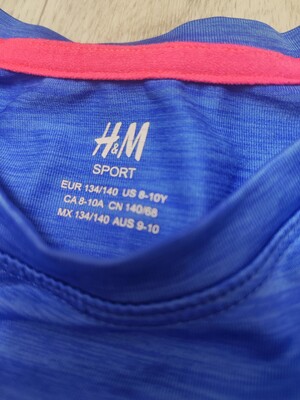 H&M
SPORT
EUR 134/140 US 8-10Y
CA 8-10A CN 140/68
MX 134/140 AUS 9-10